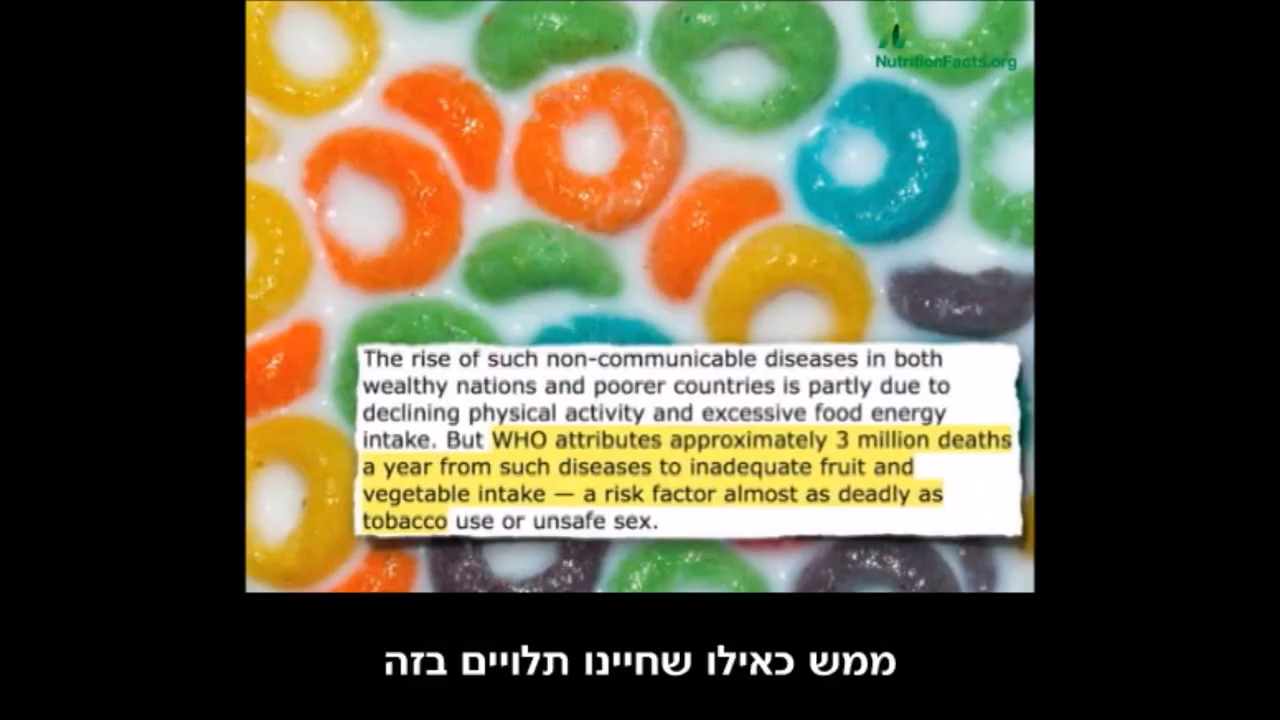 NutritionFacts.org
The rise of such non-communicable diseases in both
wealthy nations and poorer countries is partly due to
declining physical activity and excessive food energy
intake. But WHO attributes approximately 3 million deaths
a year from such diseases to inadequate fruit and
vegetable intake — a risk factor almost as deadly as
tobacco use or unsafe sex.
ממש כאילו שחיינו תלויים בזה